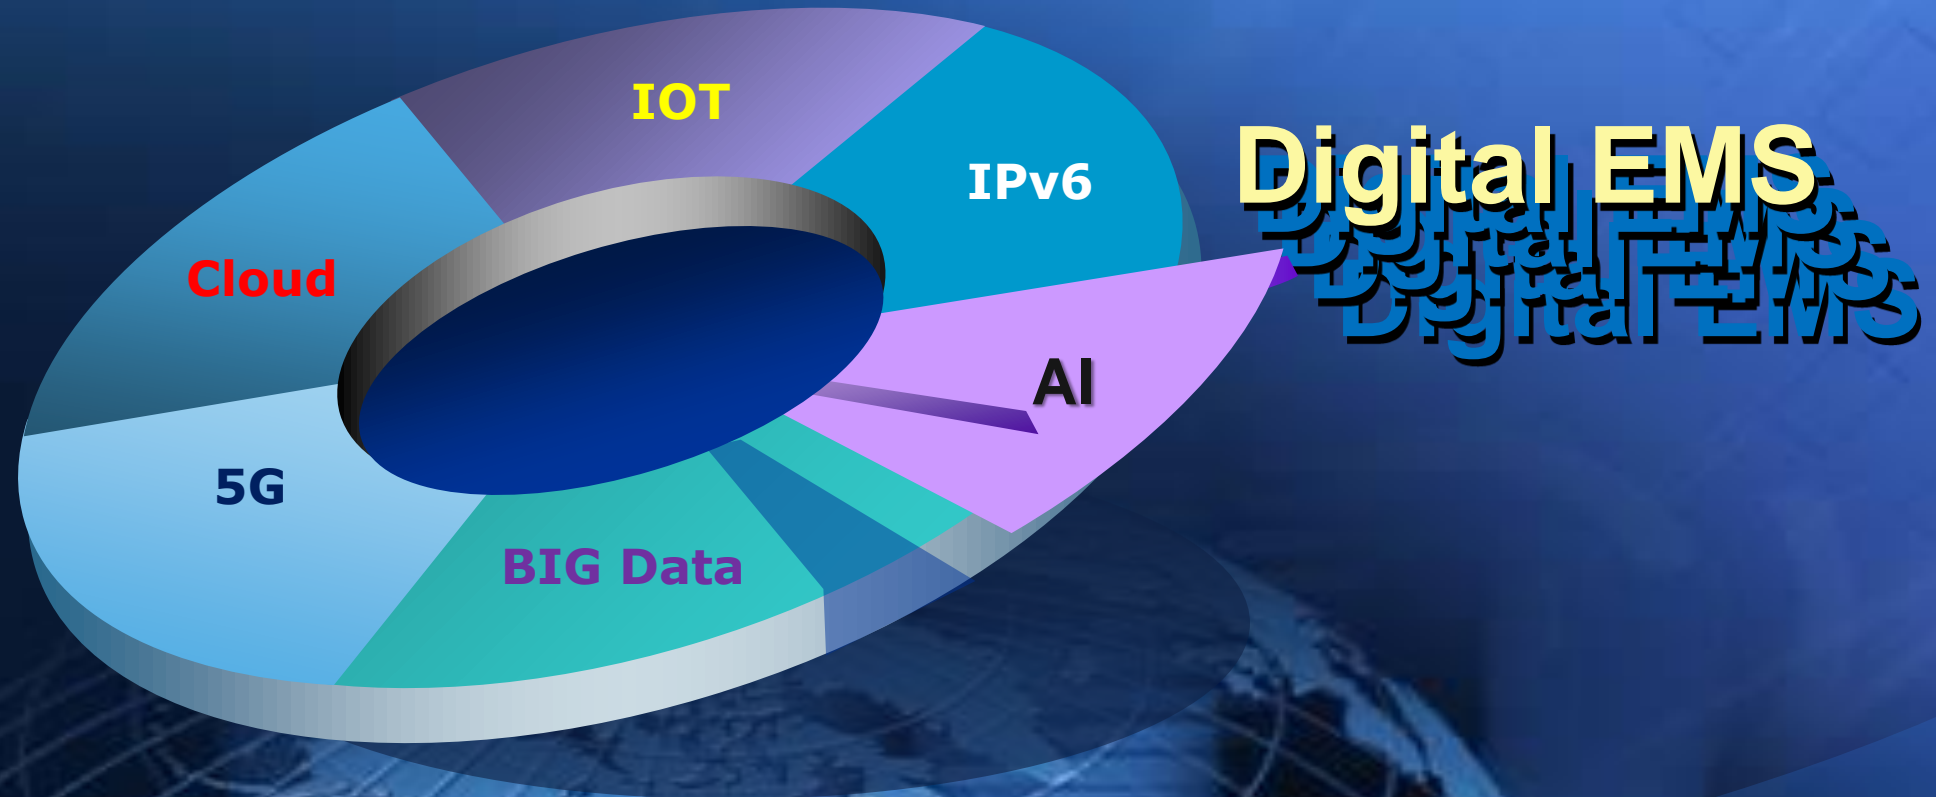 Digital EMS
IOT
IPv6
Cloud
AI
5G
BIG Data